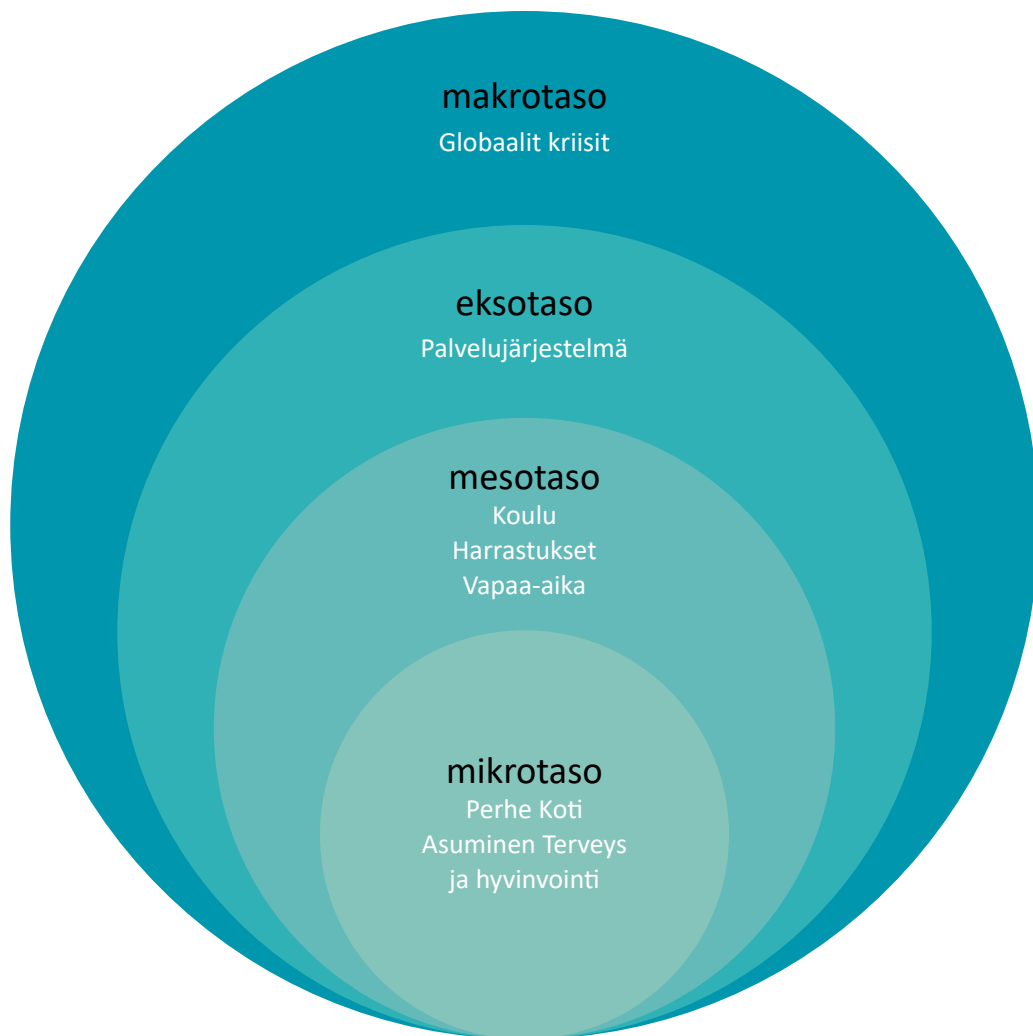 makrotaso
Globaalit kriisit
eksotaso
Palvelujärjestelmä
mesotaso
Koulu
Harrastukset
Vapaa-aika
mikrotaso
Perhe Koti
Asuminen Terveys
ja hyvinvointi